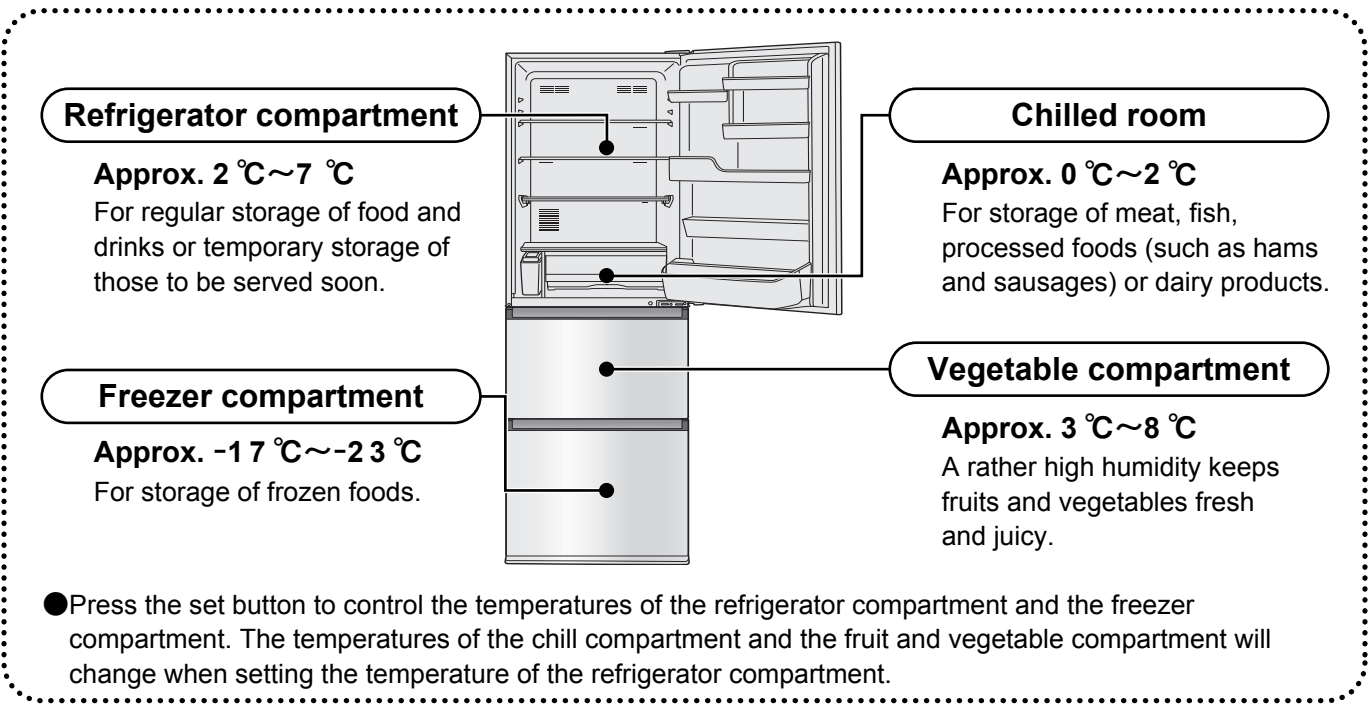 Refrigerator compartment
Approx. 2 ℃～7 ℃
For regular storage of food and
drinks or temporary storage of
those to be served soon.
Freezer compartment
Approx. -1 7 ℃～-2 3 ℃
For storage of frozen foods.
Chilled room
Approx. 0 ℃～2 ℃
For storage of meat, fish,
processed foods (such as hams
and sausages) or dairy products.
Vegetable compartment
Approx. 3 ℃～8 ℃
A rather high humidity keeps
fruits and vegetables fresh
and juicy.
●Press the set button to control the temperatures of the refrigerator compartment and the freezer
compartment. The temperatures of the chill compartment and the fruit and vegetable compartment will
change when setting the temperature of the refrigerator compartment.